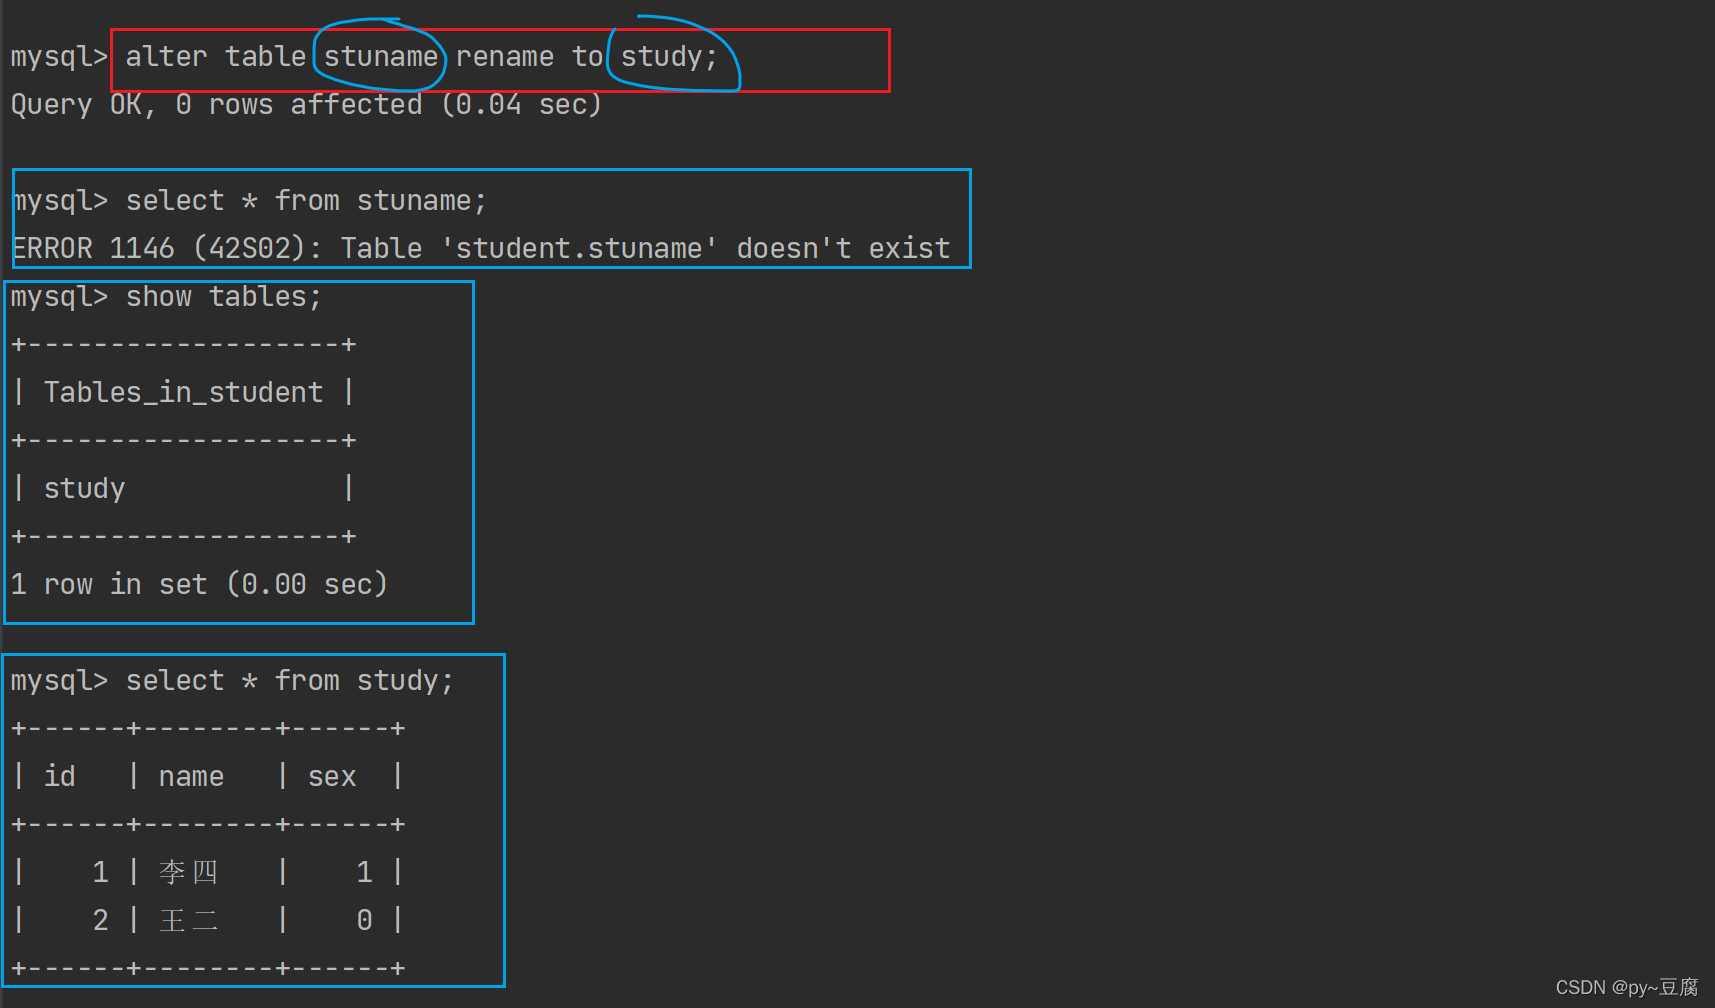 mysql> alter table stuname rename to study;
Query OK, 0 rows affected (0.04 sec)
mysql> select * from stuname;
ERROR 1146 (42S02): Table 'student.stuname' doesn't exist
mysql> show tables;
+-------------------+
| Tables_in_student |
+-------------------+
| study             |
+-------------------+
1 row in set (0.00 sec)
mysql> select * from study;
+------+--------+------+
| id   | name   | sex  |
+------+--------+------+
|    1 | 李四   |    1 |
|    2 | 王二   |    0 |
+------+--------+------+
CSDN @py~豆腐